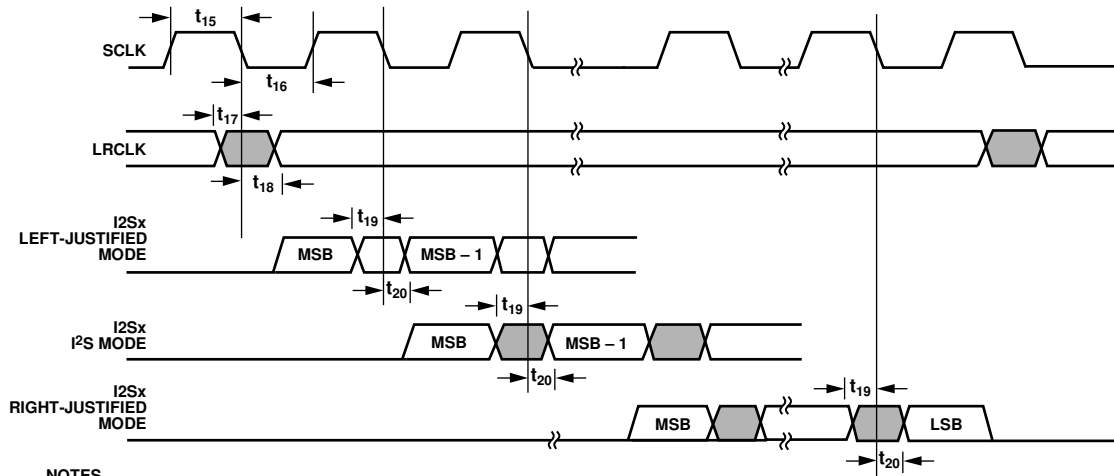 t15
SCLK
t16
t17
LRCLK
t18
I2Sx
LEFT-JUSTIFIED
MODE
t19
MSB
MSB – 1
t20
I2Sx
I2S MODE
t19
MSB
MSB – 1
t20
I2Sx
RIGHT-JUSTIFIED
MODE
t19
MSB
LSB
t20
NOTES